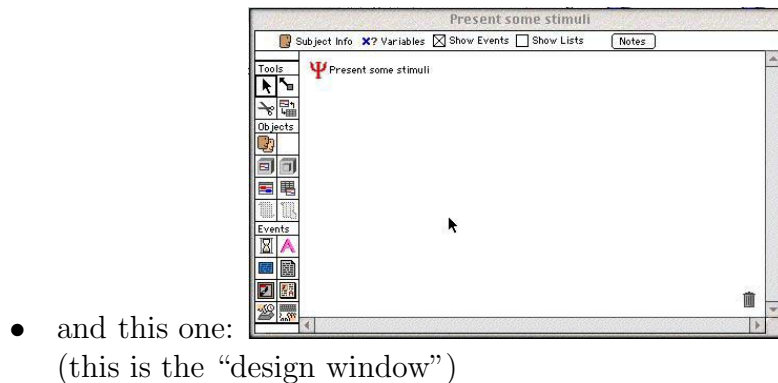 Present some stimuli
Subject Info X? Variables Show Events Show Lists Notes
Tools
Ψ Present some stimuli
Objects
Events
• and this one:
(this is the “design window”)